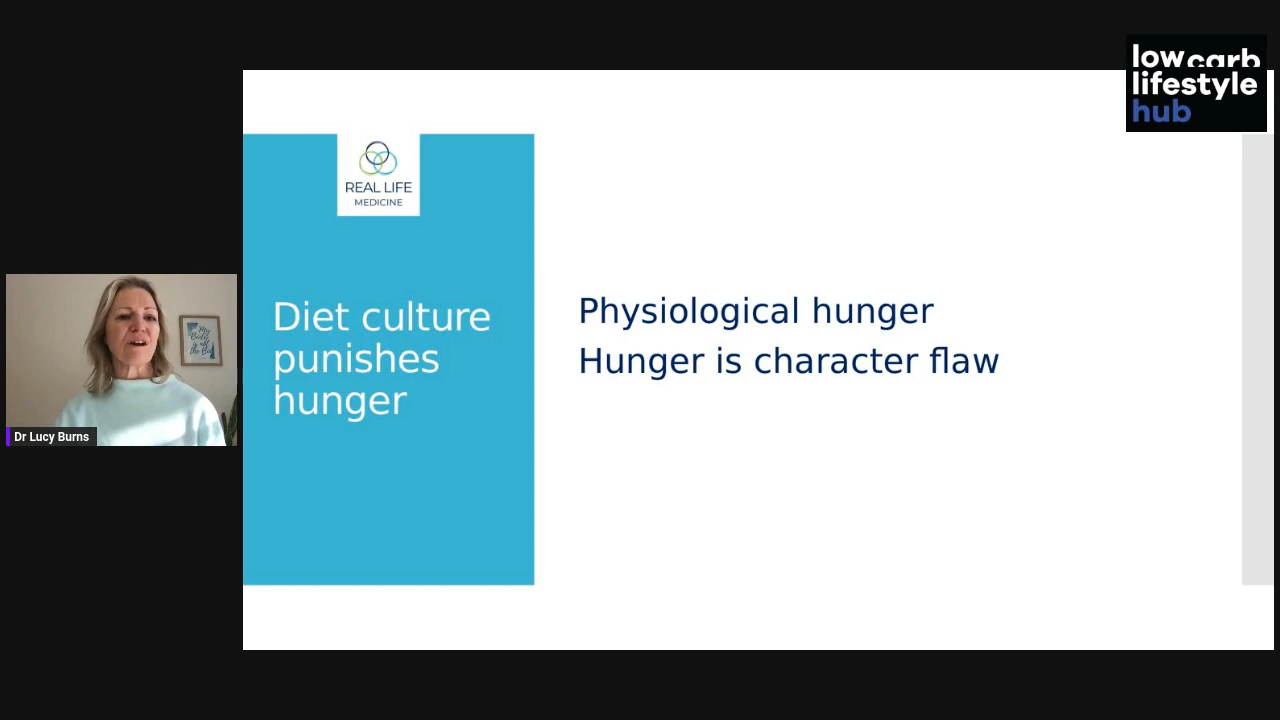 low carb
lifestyle
hub
REAL LIFE
MEDICINE
Diet culture
punishes
hunger
Physiological hunger
Hunger is character flaw
My
Dr Lucy Burns